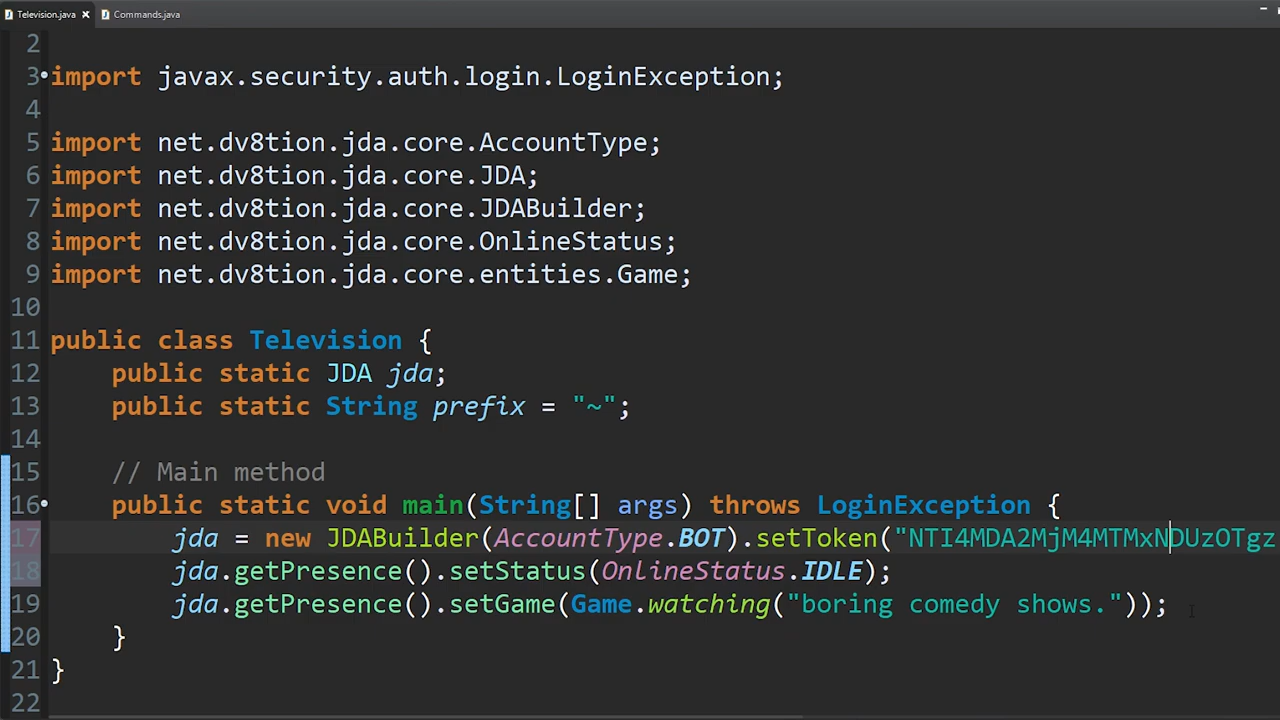 Television.java
Commands.java
2
3 import javax.security.auth.login.LoginException;
4
5 import net.dv8tion.jda.core.AccountType;
6 import net.dv8tion.jda.core.JDA;
7 import net.dv8tion.jda.core.JDABuilder;
8 import net.dv8tion.jda.core.OnlineStatus;
9 import net.dv8tion.jda.core.entities.Game;
10
11 public class Television {
12 public static JDA jda;
13 public static String prefix = "~";
14
15 // Main method
16 public static void main(String[] args) throws LoginException {
17 jda = new JDABuilder(AccountType.BOT).setToken("NTI4MDA2MjM4MTMxNDUzOTgz
18 jda.getPresence().setStatus(OnlineStatus.IDLE);
19 jda.getPresence().setGame(Game.watching("boring comedy shows."));
20 }
21 }
22